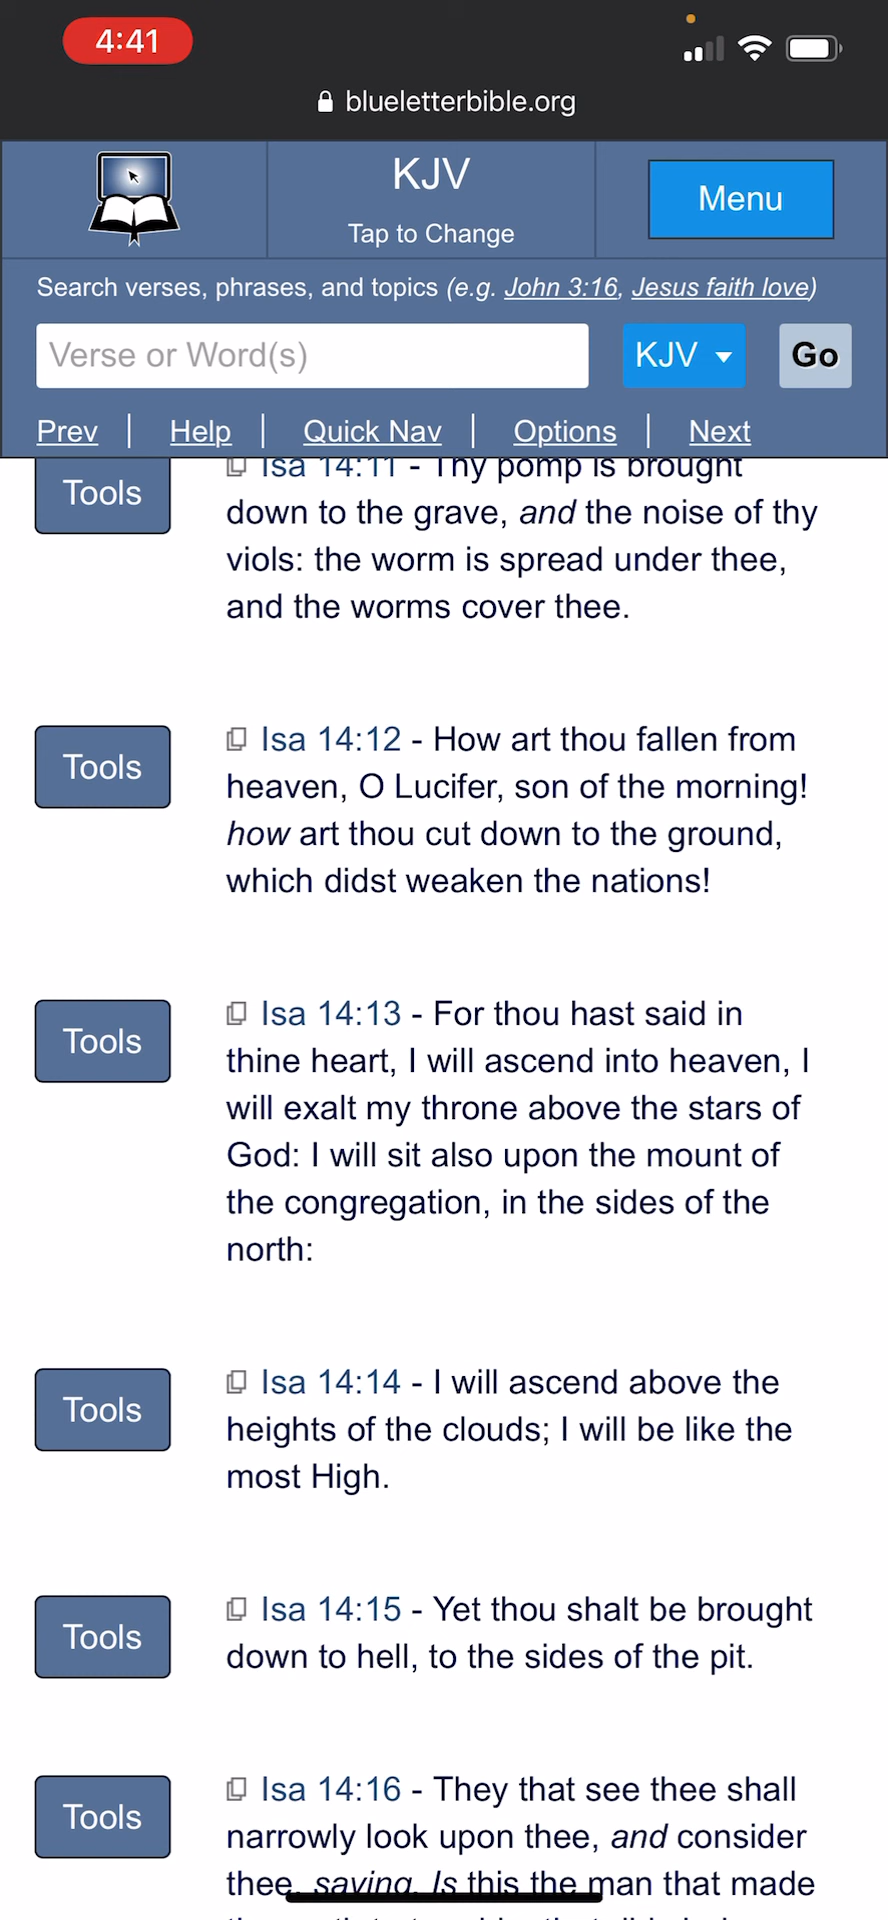 4:41
blueletterbible.org
KJV
Tap to Change
Menu
Search verses, phrases, and topics (e.g. John 3:16, Jesus faith love)
Verse or Word(s)
KJV
Go
Prev | Help | Quick Nav | Options | Next
Tools
Isa 14:11 - Thy pomp is brought
down to the grave, and the noise of thy
viols: the worm is spread under thee,
and the worms cover thee.
Tools
Isa 14:12 - How art thou fallen from
heaven, O Lucifer, son of the morning!
how art thou cut down to the ground,
which didst weaken the nations!
Tools
Isa 14:13 - For thou hast said in
thine heart, I will ascend into heaven, I
will exalt my throne above the stars of
God: I will sit also upon the mount of
the congregation, in the sides of the
north:
Tools
Isa 14:14 - I will ascend above the
heights of the clouds; I will be like the
most High.
Tools
Isa 14:15 - Yet thou shalt be brought
down to hell, to the sides of the pit.
Tools
Isa 14:16 - They that see thee shall
narrowly look upon thee, and consider
thee, saying, Is this the man that made